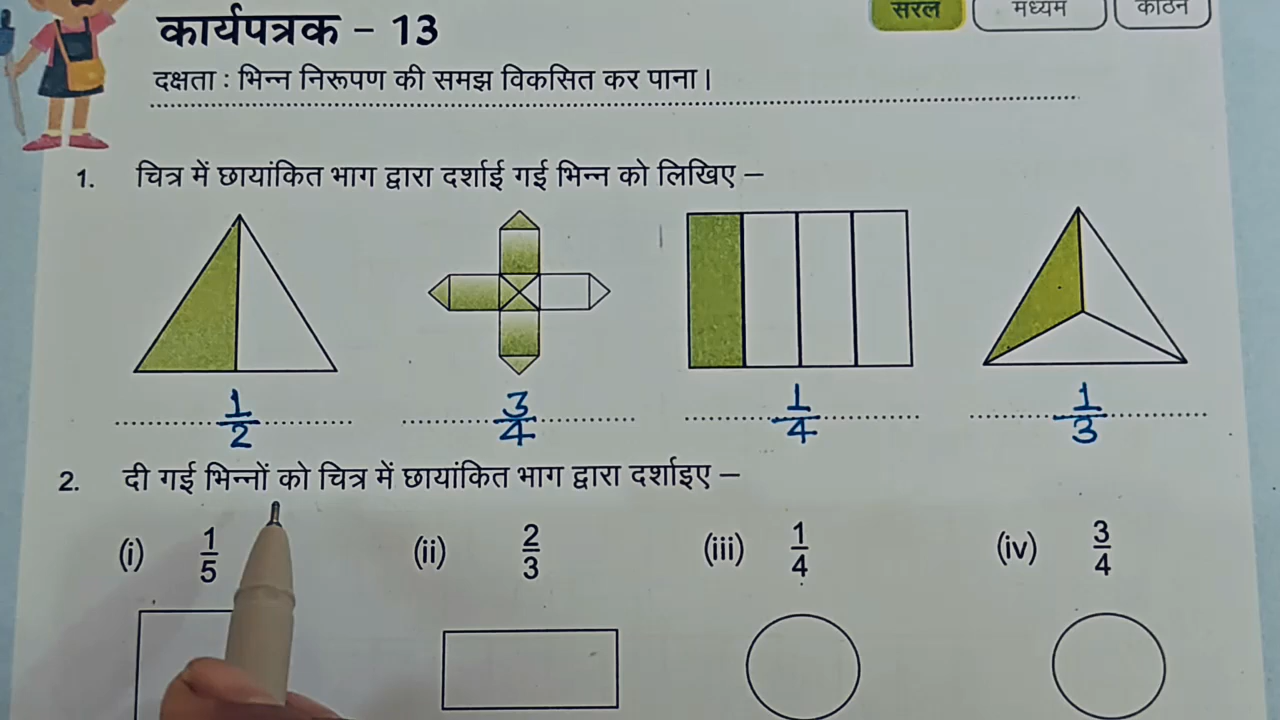 कार्यपत्रक – 13
सरल मध्यम कठिन
दक्षता : भिन्न निरूपण की समझ विकसित कर पाना।
1. चित्र में छायांकित भाग द्वारा दर्शाई गई भिन्न को लिखिए –
1/2 3/4 1/4 1/3
2. दी गई भिन्नों को चित्र में छायांकित भाग द्वारा दर्शाइए –
(i) 1/5 (ii) 2/3 (iii) 1/4 (iv) 3/4